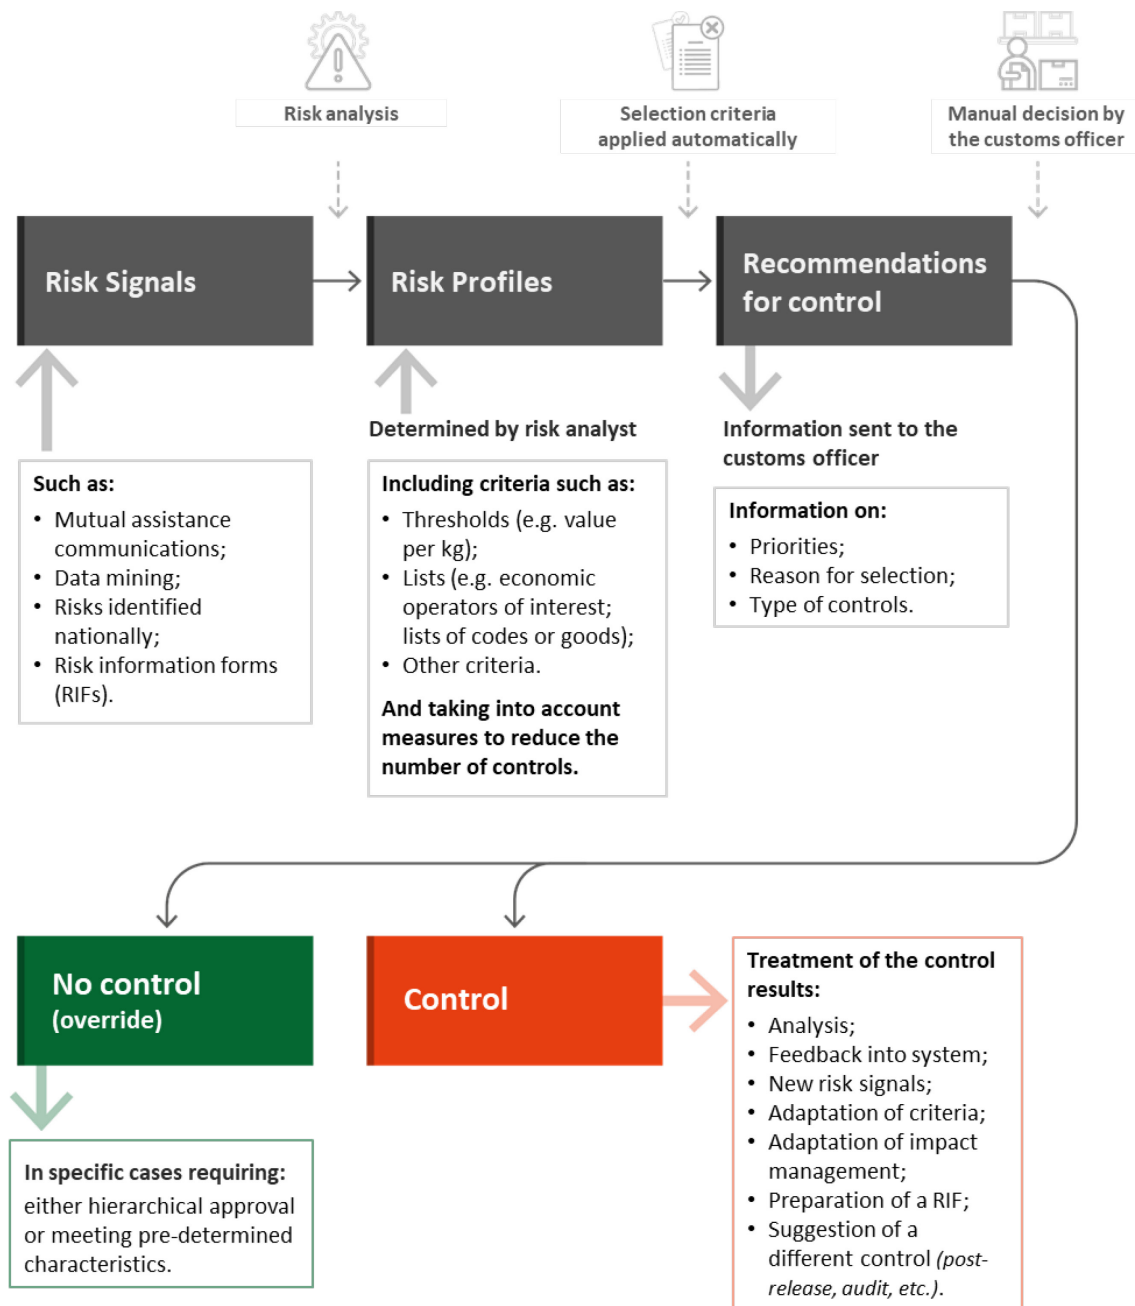 Risk analysis
Selection criteria
applied automatically
Manual decision by
the customs officer
Risk Signals
Risk Profiles
Recommendations
for control
Such as:
• Mutual assistance
communications;
• Data mining;
• Risks identified
nationally;
• Risk information forms
(RIFs).
Determined by risk analyst
Including criteria such as:
• Thresholds (e.g. value
per kg);
• Lists (e.g. economic
operators of interest;
lists of codes or goods);
• Other criteria.
And taking into account
measures to reduce the
number of controls.
Information sent to the
customs officer
Information on:
• Priorities;
• Reason for selection;
• Type of controls.
No control
(override)
Control
In specific cases requiring:
either hierarchical approval
or meeting pre-determined
characteristics.
Treatment of the control
results:
• Analysis;
• Feedback into system;
• New risk signals;
• Adaptation of criteria;
• Adaptation of impact
management;
• Preparation of a RIF;
• Suggestion of a
different control (post-
release, audit, etc.).